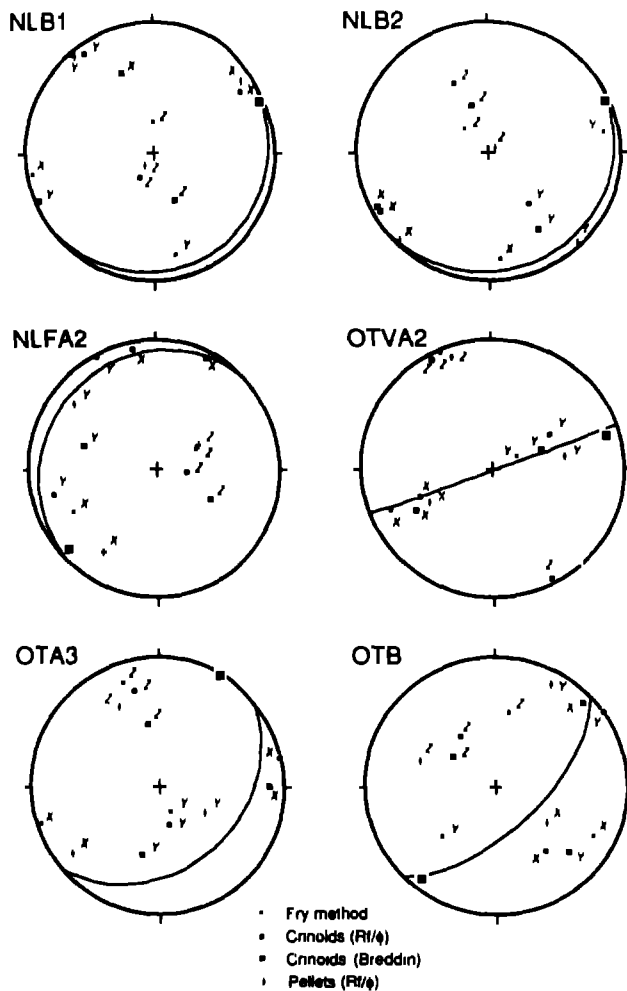 NLB1
Y
X
Y
X
X
Z
X
Z
Z
Y
Z
Y
NLB2
Z
Z
Z
Y
Z
X
X
Y
X
Y
Y
X
NLFA2
X
X
Y
Y
Z
Y
Z
Z
Y
Z
X
X
OTVA2
Z
Z
Z
Y
Y
Y
Y
X
X
X
X
Z
OTA3
Z
Z
Z
Z
X
X
Y
Y
X
Y
X
Y
OTB
Y
Z
X
Y
Z
Z
Z
X
X
Y
X
Y
Fry method
Crinoids (Rf/ϕ)
Crinoids (Breddin)
Pellets (Rf/ϕ)